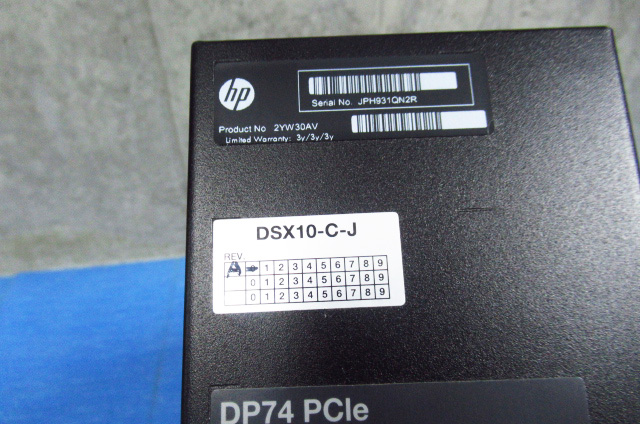 hp
Serial No. JPH931QN2R
Product No 2YW30AV
Limited Warranty: 3y/3y/3y
DSX10-C-J
REV.
A 1 2 3 4 5 6 7 8 9
0 1 2 3 4 5 6 7 8 9
0 1 2 3 4 5 6 7 8 9
DP74 PCIe